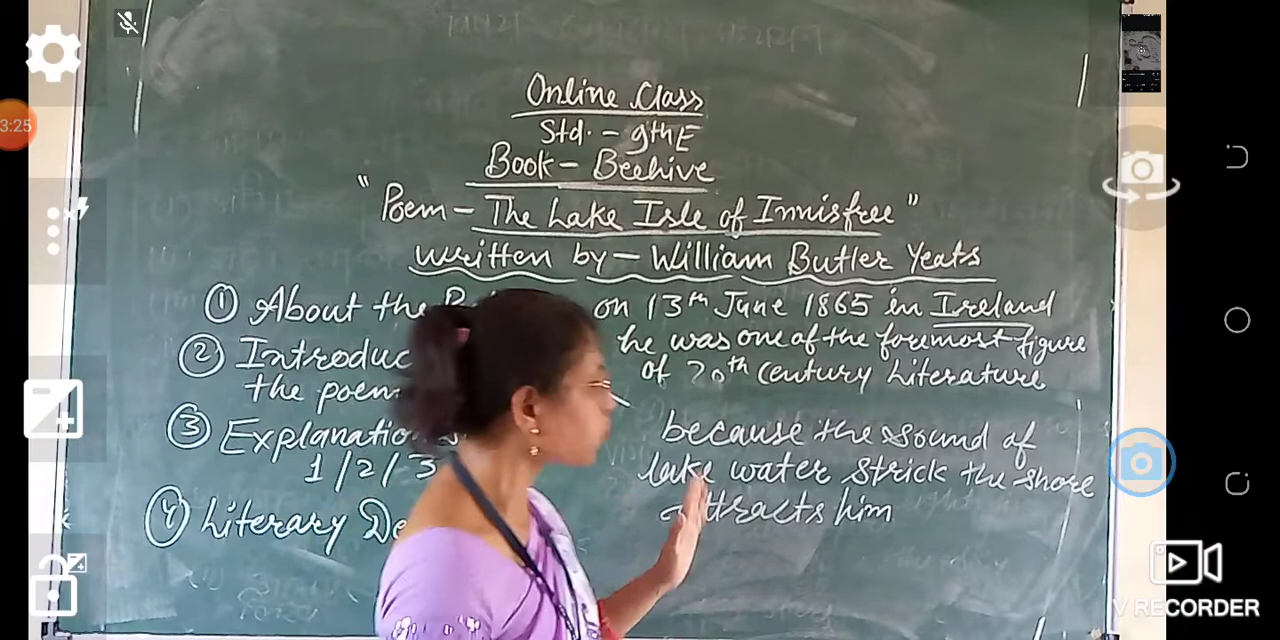 Online Class
Std. - 9th E
Book - Beehive
"Poem - The Lake Isle of Innisfree"
written by - William Butler Yeats
① About the on 13th June 1865 in Ireland
he was one of the foremost figure
② Introduc of 20th century Literature
the poem
③ Explanatio because the sound of
1/2/3 lake water strick the shore
④ Literary De attracts him
3:25
V RECORDER